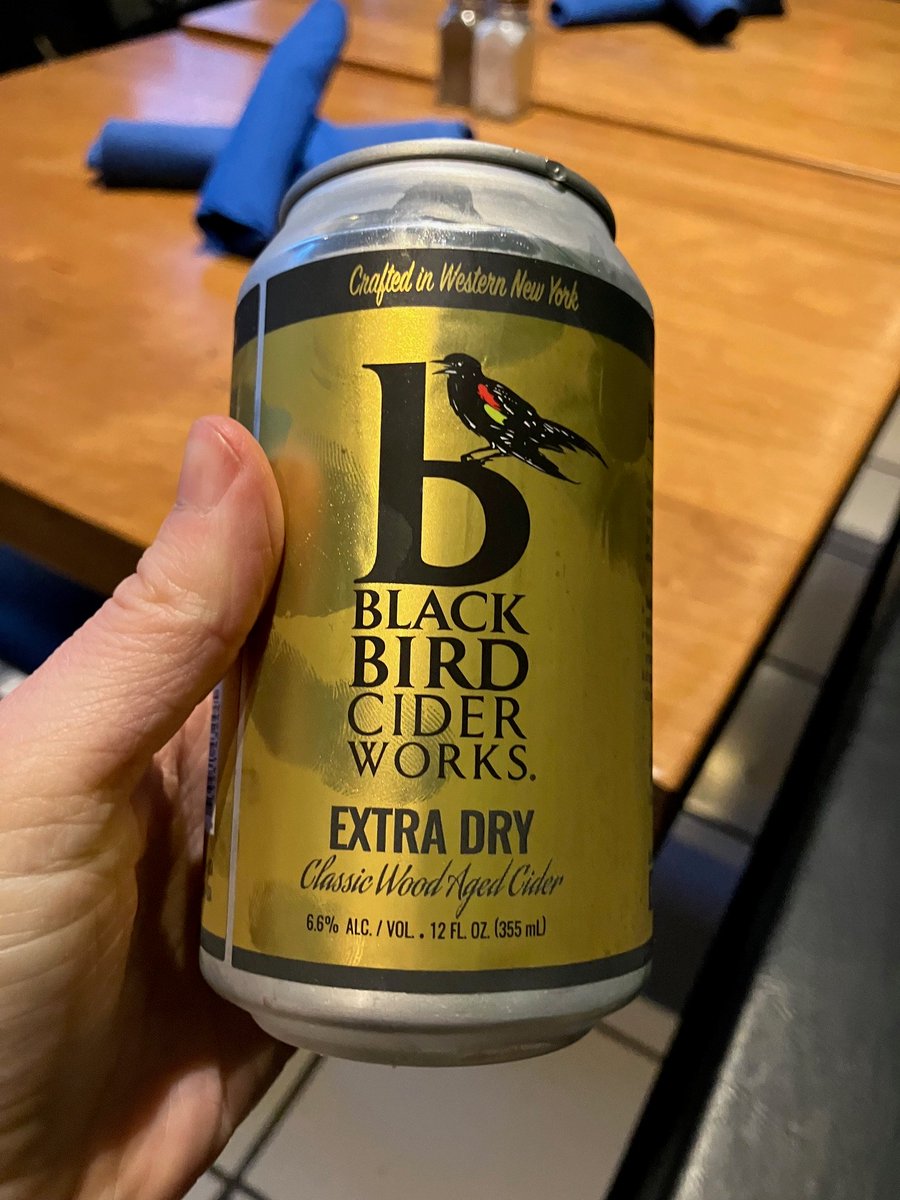 Crafted in Western New York
b
BLACK
BIRD
CIDER
WORKS.
EXTRA DRY
Classic Wood Aged Cider
6.6% ALC. / VOL. . 12 FL. OZ. (355 mL)